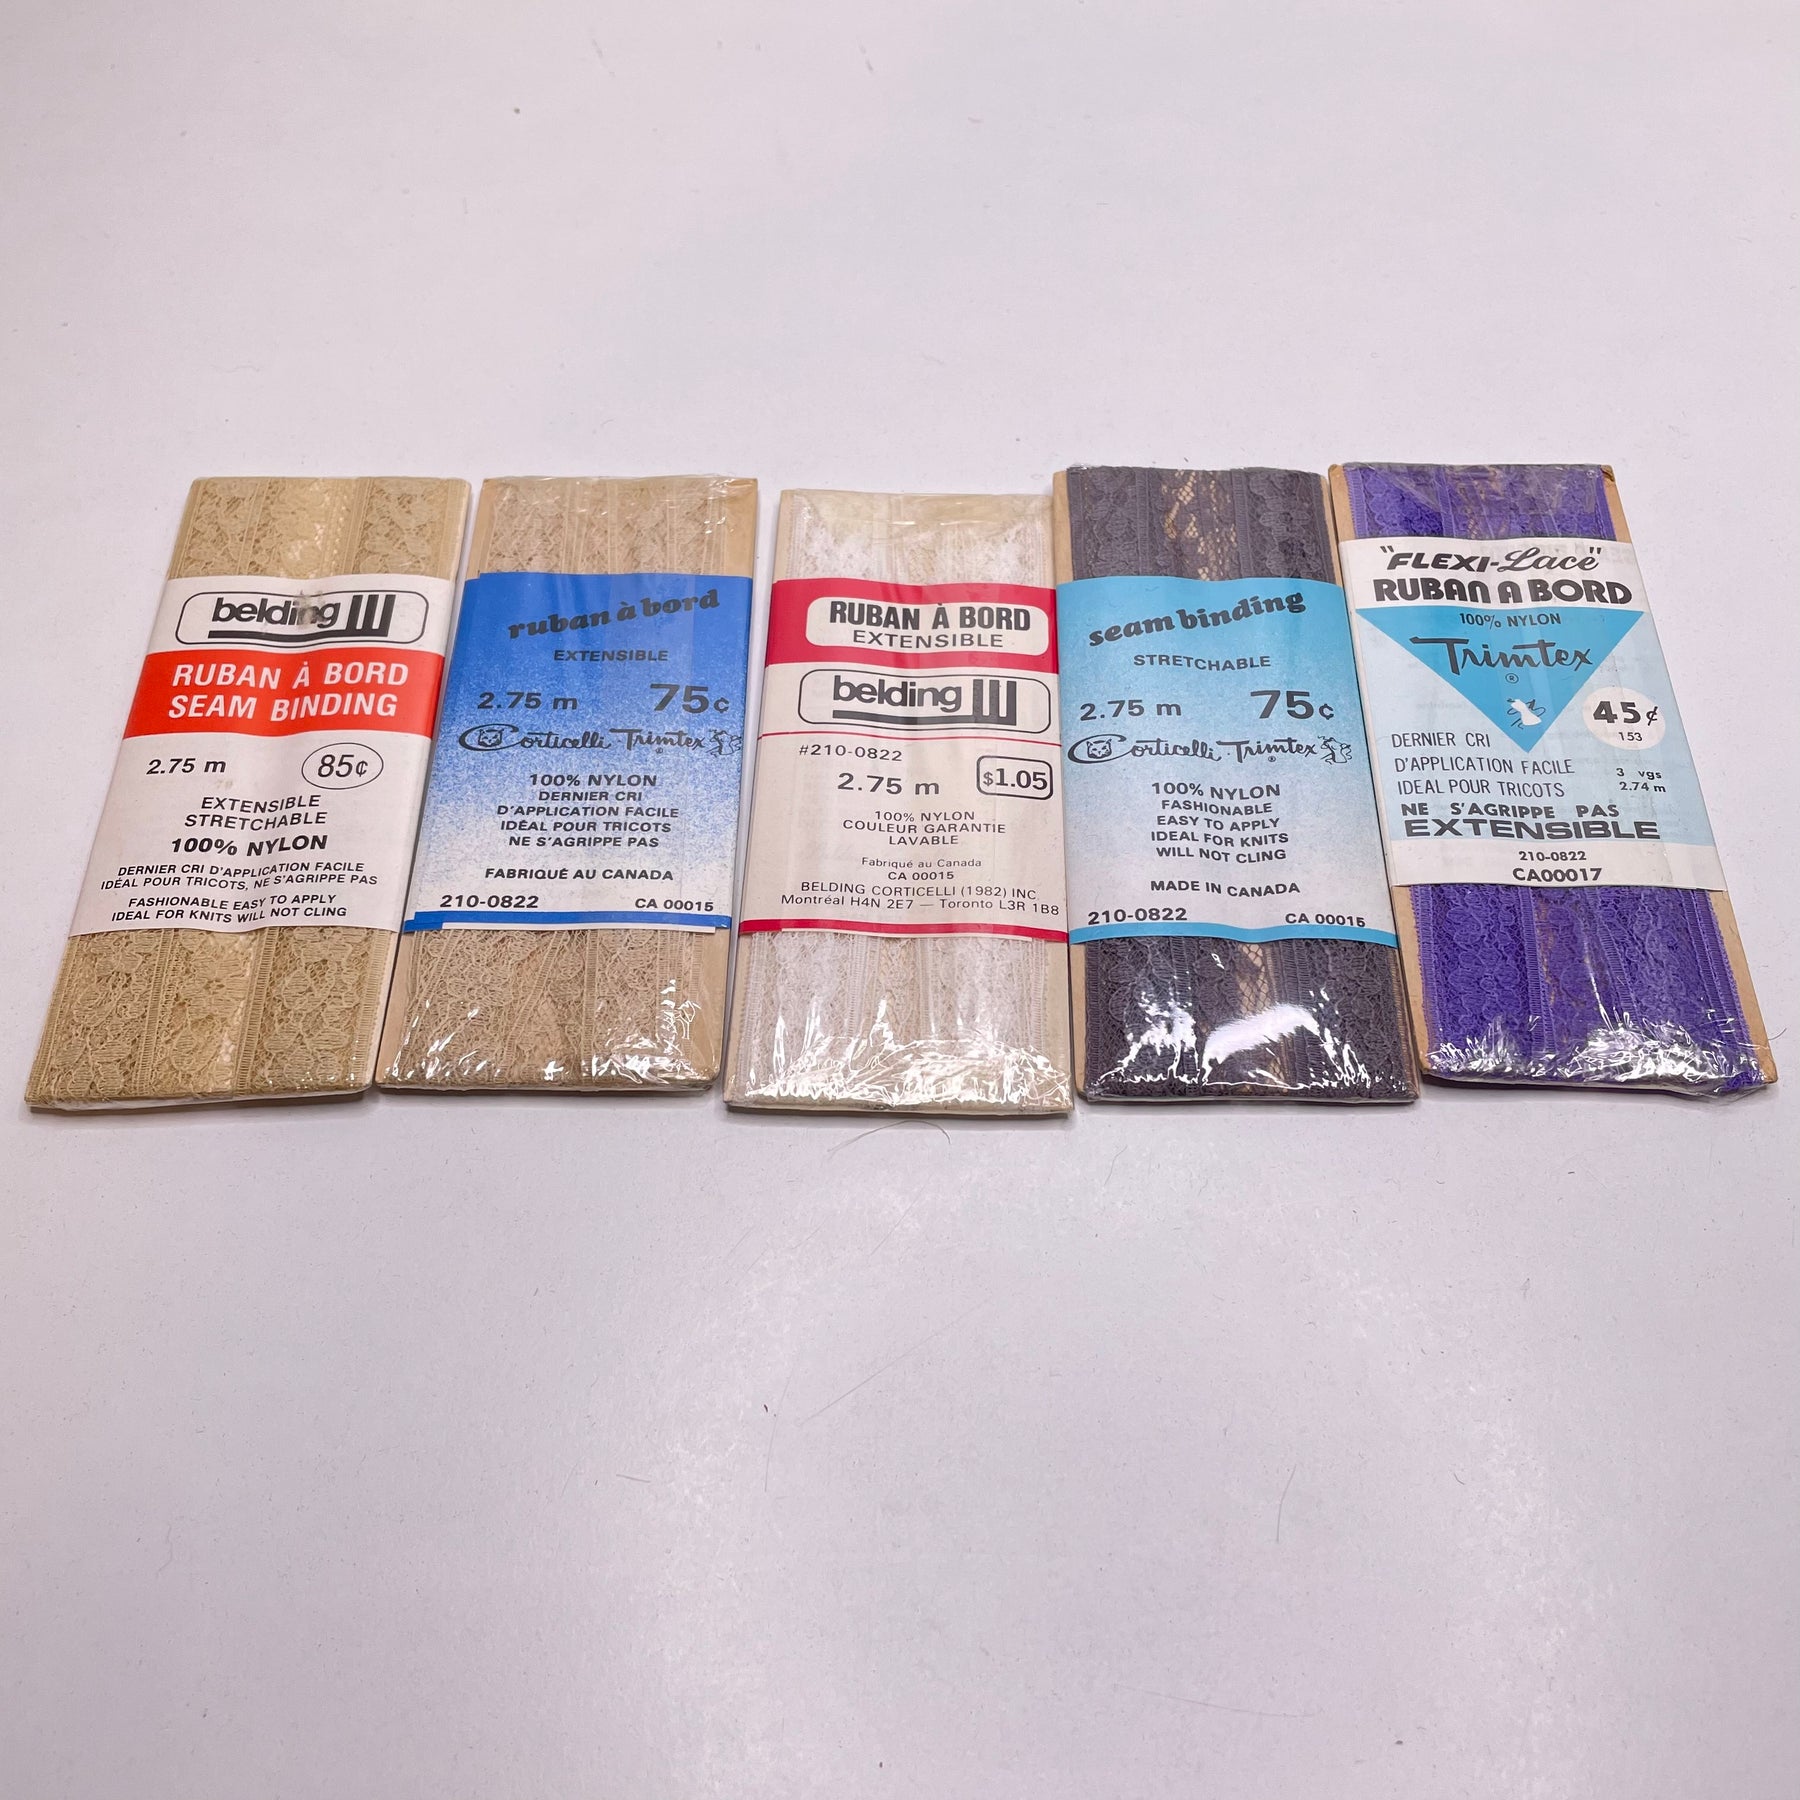 belding
RUBAN À BORD
SEAM BINDING
2.75 m
85¢
EXTENSIBLE
STRETCHABLE
100% NYLON
DERNIER CRI D'APPLICATION FACILE
IDÉAL POUR TRICOTS, NE S'AGRIPPE PAS
FASHIONABLE EASY TO APPLY
IDEAL FOR KNITS WILL NOT CLING
ruban à bord
EXTENSIBLE
2.75 m 75¢
Corticelli Trimtex
100% NYLON
DERNIER CRI
D'APPLICATION FACILE
IDÉAL POUR TRICOTS
NE S'AGRIPPE PAS
FABRIQUÉ AU CANADA
210-0822 CA 00015
RUBAN À BORD
EXTENSIBLE
belding
#210-0822
2.75 m
$1.05
100% NYLON
COULEUR GARANTIE
LAVABLE
Fabriqué au Canada
CA 00015
BELDING CORTICELLI (1982) INC.
Montréal H4N 2E7 — Toronto L3R 1B8
seam binding
STRETCHABLE
2.75 m 75¢
Corticelli Trimtex®
100% NYLON
FASHIONABLE
EASY TO APPLY
IDEAL FOR KNITS
WILL NOT CLING
MADE IN CANADA
210-0822 CA 00015
"FLEXI-Lace"
RUBAN A BORD
100% NYLON
Trimtex
®
45¢
153
DERNIER CRI
D'APPLICATION FACILE
IDEAL POUR TRICOTS
3 vgs
2.74 m
NE S'AGRIPPE PAS
EXTENSIBLE
210-0822
CA00017